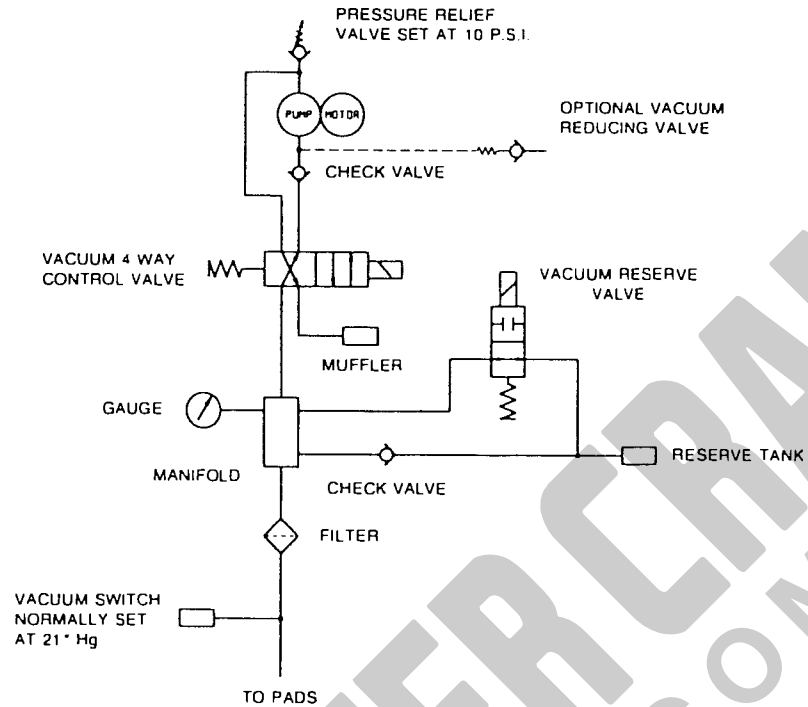 PRESSURE RELIEF
VALVE SET AT 10 P.S.I.
PUMP
MOTOR
OPTIONAL VACUUM
REDUCING VALVE
CHECK VALVE
VACUUM 4 WAY
CONTROL VALVE
VACUUM RESERVE
VALVE
MUFFLER
GAUGE
MANIFOLD
CHECK VALVE
RESERVE TANK
FILTER
VACUUM SWITCH
NORMALLY SET
AT 21" Hg
TO PADS